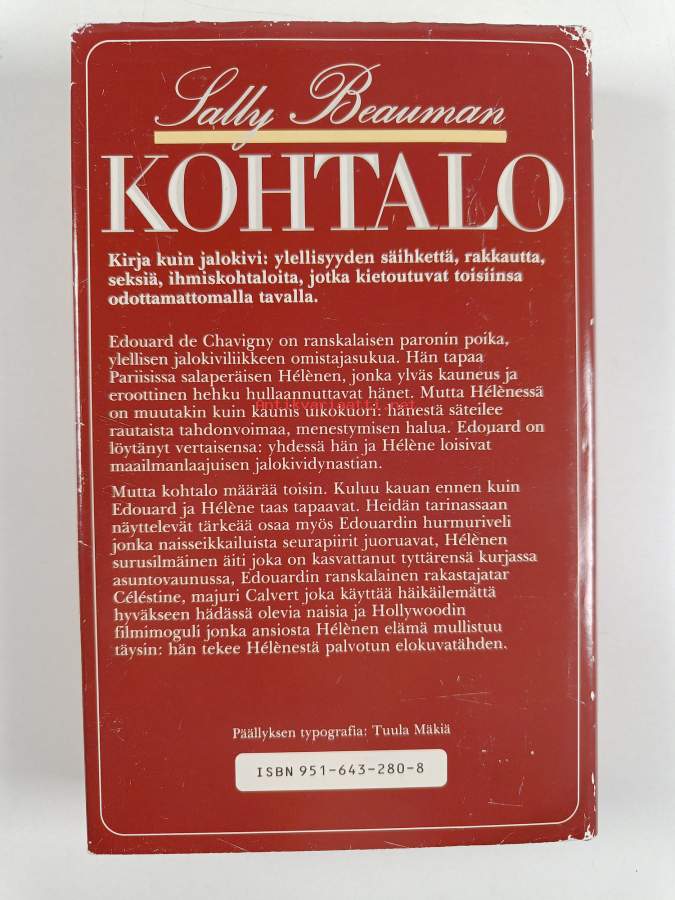 Sally Beauman
KOHTALO
Kirja kuin jalokivi: ylellisyyden säihkettä, rakkautta,
seksiä, ihmiskohtaloita, jotka kietoutuvat toisiinsa
odottamattomalla tavalla.
Edouard de Chavigny on ranskalaisen paronin poika,
ylellisen jalokiviliikkeen omistajasukua. Hän tapaa
Pariisissa salaperäisen Hélènen, jonka ylväs kauneus ja
eroottinen hehku hullaannuttavat hänet. Mutta Hélènessä
antikvariaatti.net
on muutakin kuin kaunis ulkokuori: hänestä säteilee
rautaista tahdonvoimaa, menestymisen halua. Edouard on
löytänyt vertaisensa: yhdessä hän ja Hélène loisivat
maailmanlaajuisen jalokividynastian.
Mutta kohtalo määrää toisin. Kuluu kauan ennen kuin
Edouard ja Hélène taas tapaavat. Heidän tarinassaan
näyttelevät tärkeää osaa myös Edouardin hurmuriveli
jonka naisseikkailuista seurapiirit juoruavat, Hélènen
surusilmäinen äiti joka on kasvattanut tyttärensä kurjassa
asuntovaunussa, Edouardin ranskalainen rakastajatar
Céléstine, majuri Calvert joka käyttää häikäilemättä
hyväkseen hädässä olevia naisia ja Hollywoodin
filmimoguli jonka ansiosta Hélènen elämä mullistuu
täysin: hän tekee Hélènestä palvotun elokuvatähden.
Päällyksen typografia: Tuula Mäkiä
ISBN 951-643-280-8